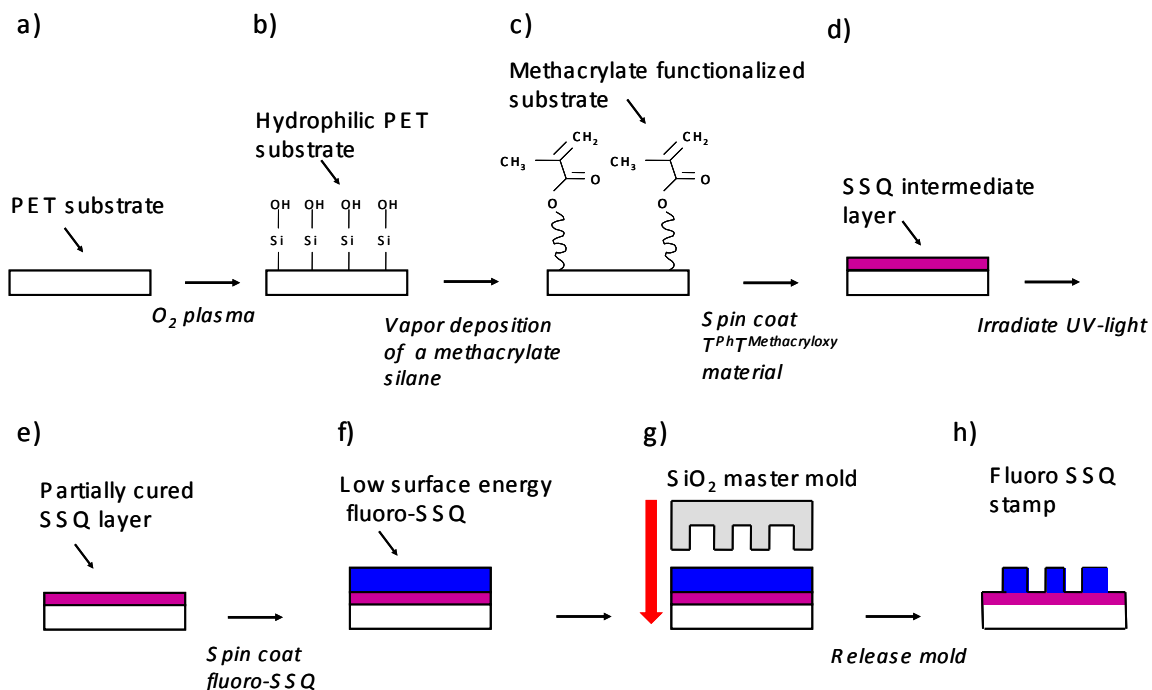 a)
PET substrate
O2 plasma
b)
Hydrophilic PET
substrate
OH OH OH OH
Si Si Si Si
Vapor deposition
of a methacrylate
silane
c)
Methacrylate functionalized
substrate
CH2 CH2
CH3 CH3
O O
O O
Spin coat
TPhTMethacryloxy
material
d)
SSQ intermediate
layer
Irradiate UV-light
e)
Partially cured
SSQ layer
Spin coat
fluoro-SSQ
f)
Low surface energy
fluoro-SSQ
g)
SiO2 master mold
Release mold
h)
Fluoro SSQ
stamp